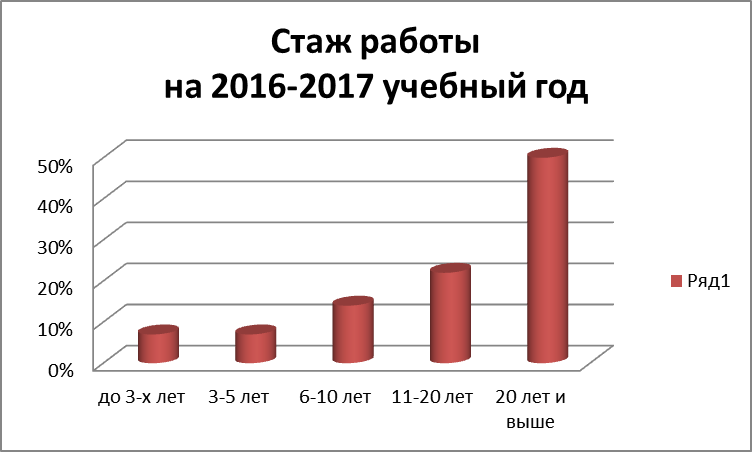 Стаж работы
на 2016-2017 учебный год
50%
40%
30%
20%
10%
0%
до 3-х лет
3-5 лет
6-10 лет
11-20 лет
20 лет и
выше
Ряд1